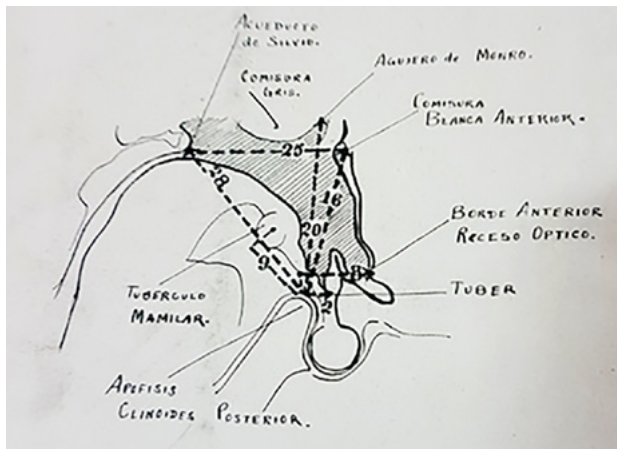 ACUEDUCTO
de SILVIO.
COMISURA
GRIS.
AGUJERO de MONRO.
COMISURA
BLANCA ANTERIOR.
25
28
16
20
BORDE ANTERIOR
RECESO OPTICO.
9
8
TUBÉRCULO
MAMILAR.
TUBER
2
APOFISIS
CLINOIDES POSTERIOR.